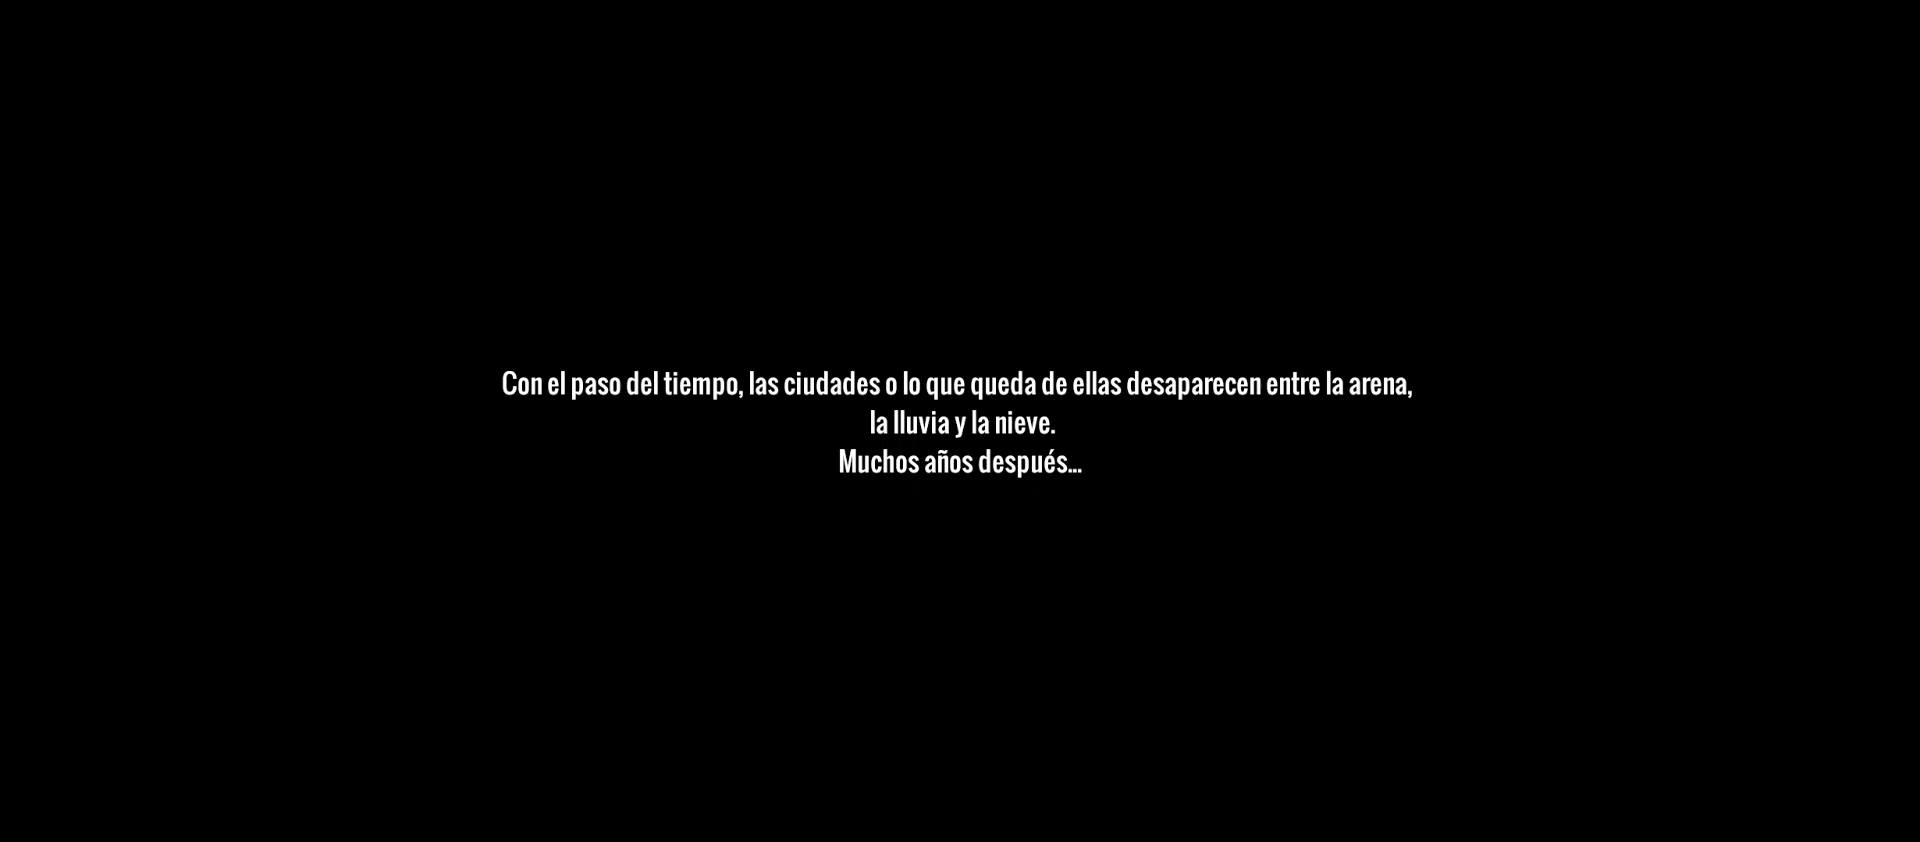 Con el paso del tiempo, las ciudades o lo que queda de ellas desaparecen entre la arena,
la lluvia y la nieve.
Muchos años después...